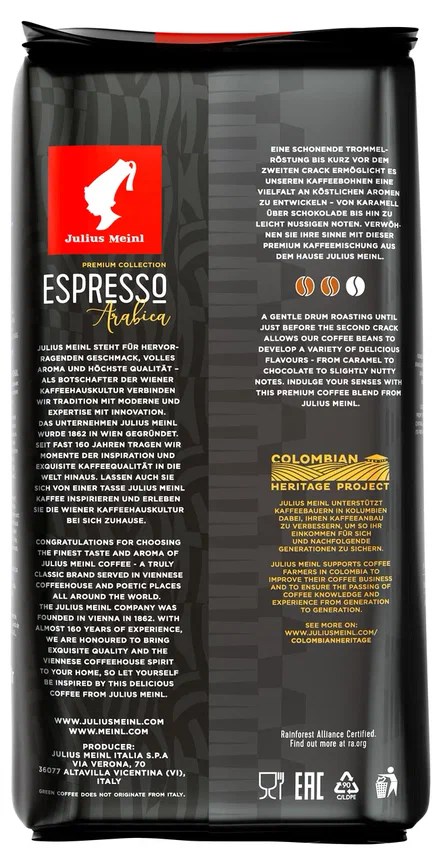 Julius Meinl
PREMIUM COLLECTION
ESPRESSO
Arabica
JULIUS MEINL STEHT FÜR HERVOR-
RAGENDEN GESCHMACK, VOLLES
AROMA UND HÖCHSTE QUALITÄT –
ALS BOTSCHAFTER DER WIENER
KAFFEEHAUSKULTUR VERBINDEN
WIR TRADITION MIT MODERNE UND
EXPERTISE MIT INNOVATION.
DAS UNTERNEHMEN JULIUS MEINL
WURDE 1862 IN WIEN GEGRÜNDET.
SEIT FAST 160 JAHREN TRAGEN WIR
MOMENTE DER INSPIRATION UND
EXQUISITE KAFFEEQUALITÄT IN DIE
WELT HINAUS. LASSEN AUCH SIE
SICH VON EINER TASSE JULIUS MEINL
KAFFEE INSPIRIEREN UND ERLEBEN
SIE DIE WIENER KAFFEEHAUSKULTUR
BEI SICH ZUHAUSE.
CONGRATULATIONS FOR CHOOSING
THE FINEST TASTE AND AROMA OF
JULIUS MEINL COFFEE - A TRULY
CLASSIC BRAND SERVED IN VIENNESE
COFFEEHOUSE AND POETIC PLACES
ALL AROUND THE WORLD.
THE JULIUS MEINL COMPANY WAS
FOUNDED IN VIENNA IN 1862. WITH
ALMOST 160 YEARS OF EXPERIENCE,
WE ARE HONOURED TO BRING
EXQUISITE QUALITY AND THE
VIENNESE COFFEEHOUSE SPIRIT
TO YOUR HOME, SO LET YOURSELF
BE INSPIRED BY THIS DELICIOUS
COFFEE FROM JULIUS MEINL.
WWW.JULIUSMEINL.COM
WWW.MEINL.COM
PRODUCER:
JULIUS MEINL ITALIA S.P.A
VIA VERONA, 70
36077 ALTAVILLA VICENTINA (VI),
ITALY
GREEN COFFEE DOES NOT ORIGINATE FROM ITALY.
EINE SCHONENDE TROMMEL-
RÖSTUNG BIS KURZ VOR DEM
ZWEITEN CRACK ERMÖGLICHT ES
UNSEREN KAFFEEBOHNEN EINE
VIELFALT AN KÖSTLICHEN AROMEN
ZU ENTWICKELN – VON KARAMELL
ÜBER SCHOKOLADE BIS HIN ZU
LEICHT NUSSIGEN NOTEN. VERWÖH-
NEN SIE IHRE SINNE MIT DIESER
PREMIUM KAFFEEMISCHUNG AUS
DEM HAUSE JULIUS MEINL.
A GENTLE DRUM ROASTING UNTIL
JUST BEFORE THE SECOND CRACK
ALLOWS OUR COFFEE BEANS TO
DEVELOP A VARIETY OF DELICIOUS
FLAVOURS - FROM CARAMEL TO
CHOCOLATE TO SLIGHTLY NUTTY
NOTES. INDULGE YOUR SENSES WITH
THIS PREMIUM COFFEE BLEND FROM
JULIUS MEINL.
COLOMBIAN
HERITAGE PROJECT
JULIUS MEINL UNTERSTÜTZT
KAFFEEBAUERN IN KOLUMBIEN
DABEI, IHREN KAFFEEANBAU
ZU VERBESSERN, UM SO IHR
EINKOMMEN FÜR SICH
UND NACHFOLGENDE
GENERATIONEN ZU SICHERN.
JULIUS MEINL SUPPORTS COFFEE
FARMERS IN COLOMBIA TO
IMPROVE THEIR COFFEE BUSINESS
AND TO ENSURE THE PASSING OF
COFFEE KNOWLEDGE AND
EXPERIENCE FROM GENERATION
TO GENERATION.
SEE MORE ON:
WWW.JULIUSMEINL.COM/
COLOMBIANHERITAGE
Rainforest Alliance Certified.
Find out more at ra.org
EAC
90
C/LDPE